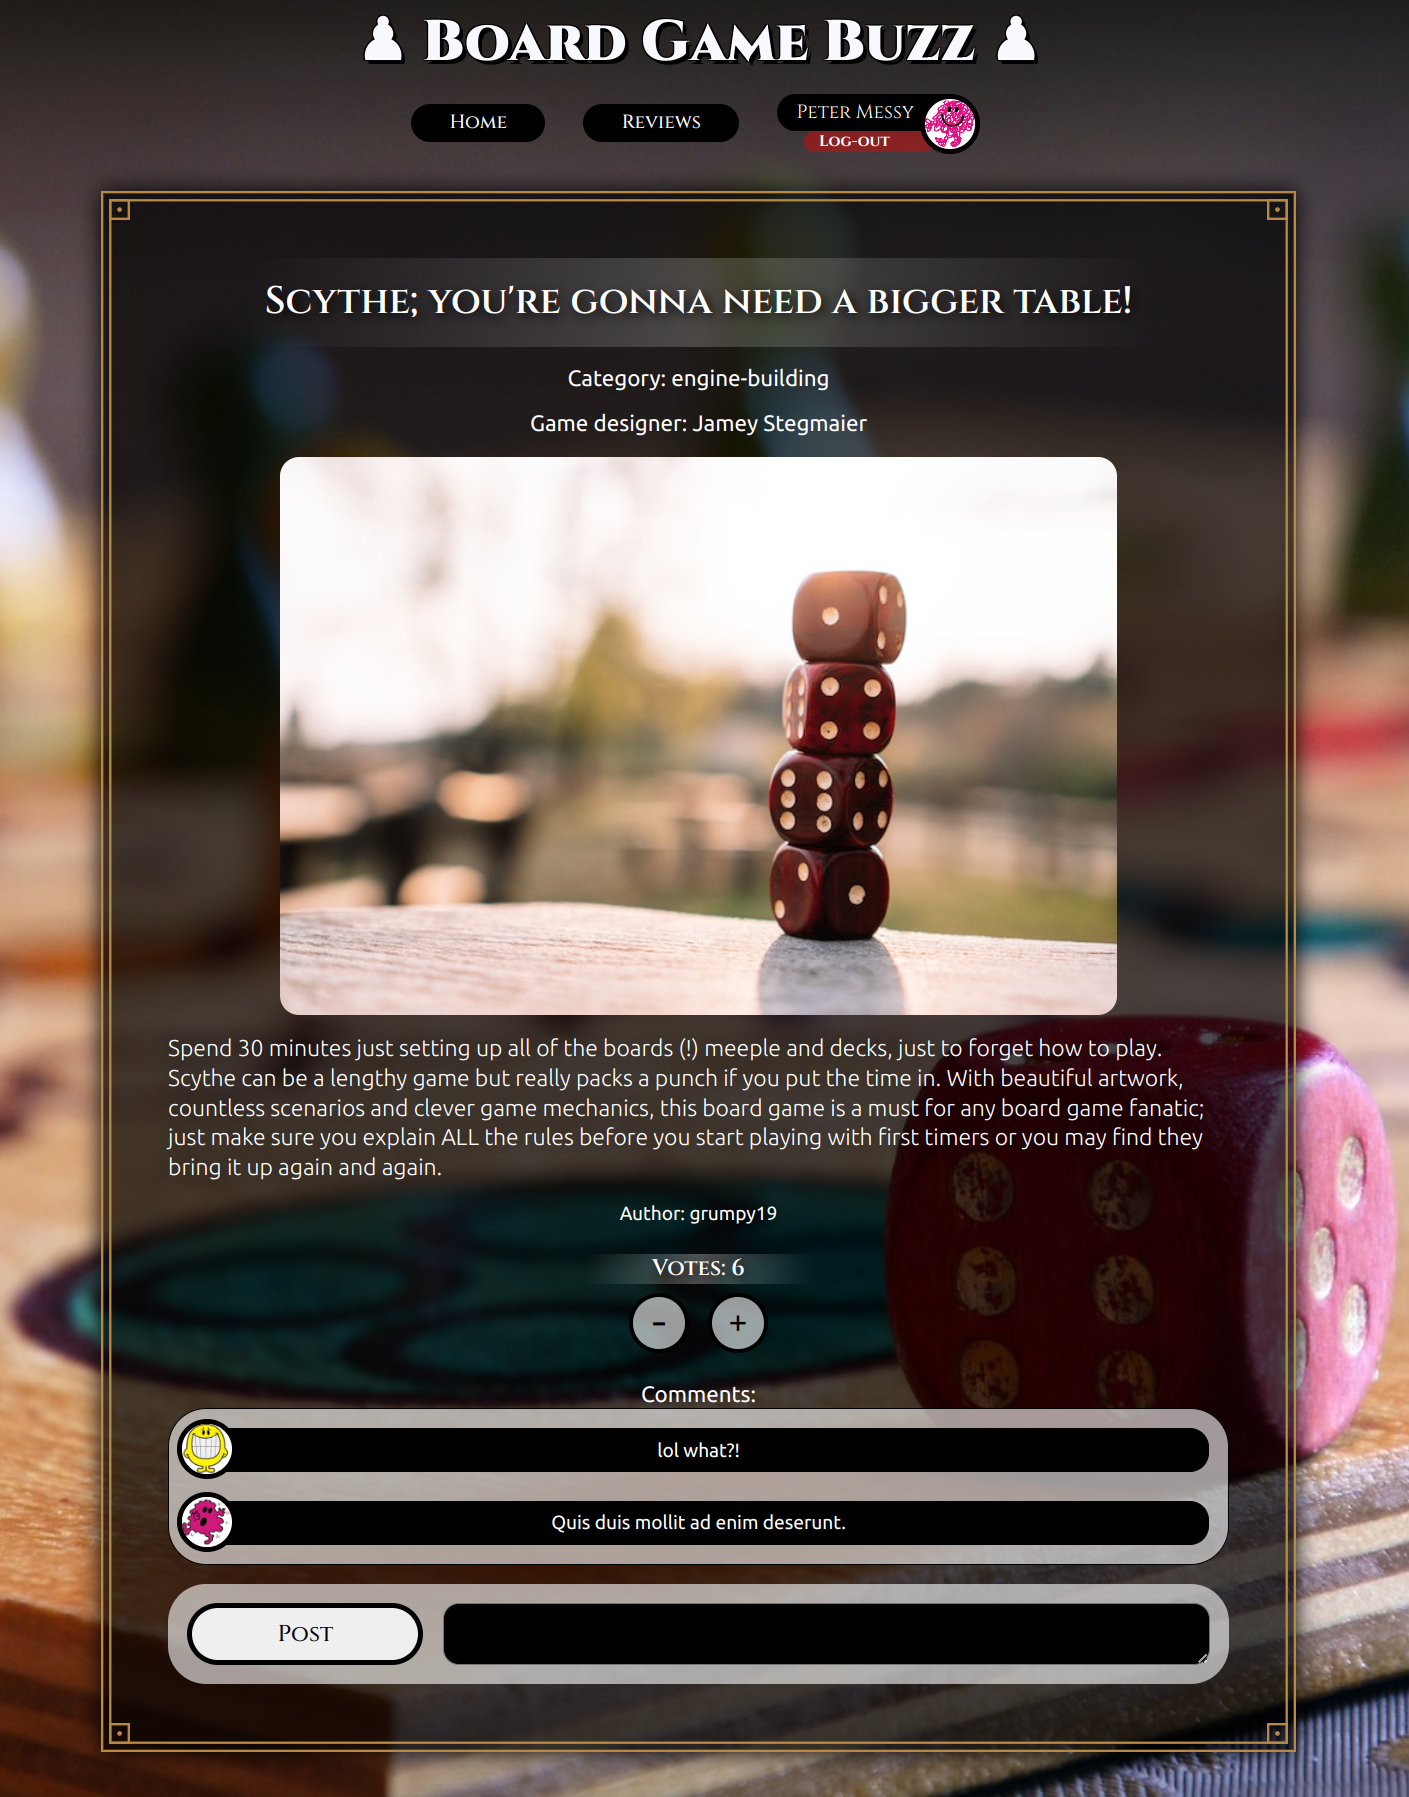 Board Game Buzz
Home
Reviews
Peter Messy
Log-out
Scythe; you're gonna need a bigger table!
Category: engine-building
Game designer: Jamey Stegmaier
Spend 30 minutes just setting up all of the boards (!) meeple and decks, just to forget how to play.
Scythe can be a lengthy game but really packs a punch if you put the time in. With beautiful artwork,
countless scenarios and clever game mechanics, this board game is a must for any board game fanatic;
just make sure you explain ALL the rules before you start playing with first timers or you may find they
bring it up again and again.
Author: grumpy19
Votes: 6
- +
Comments:
lol what?!
Quis duis mollit ad enim deserunt.
Post